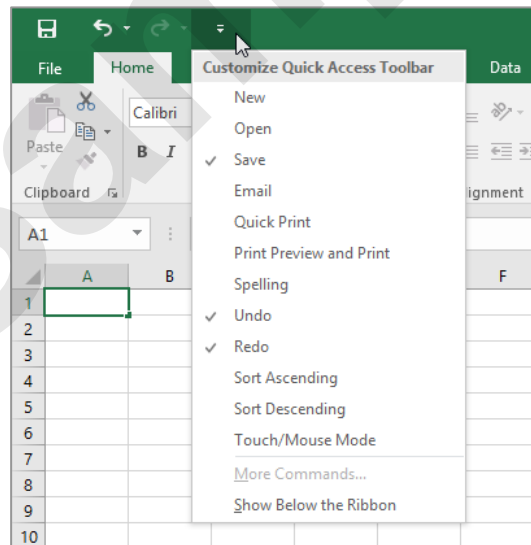 File Home Data
Customize Quick Access Toolbar
New
Open
✓ Save
Email
Quick Print
Print Preview and Print
Spelling
✓ Undo
✓ Redo
Sort Ascending
Sort Descending
Touch/Mouse Mode
More Commands...
Show Below the Ribbon
Calibri
Paste
B I
Clipboard
ignment
A1
A B F
1
2
3
4
5
6
7
8
9
10